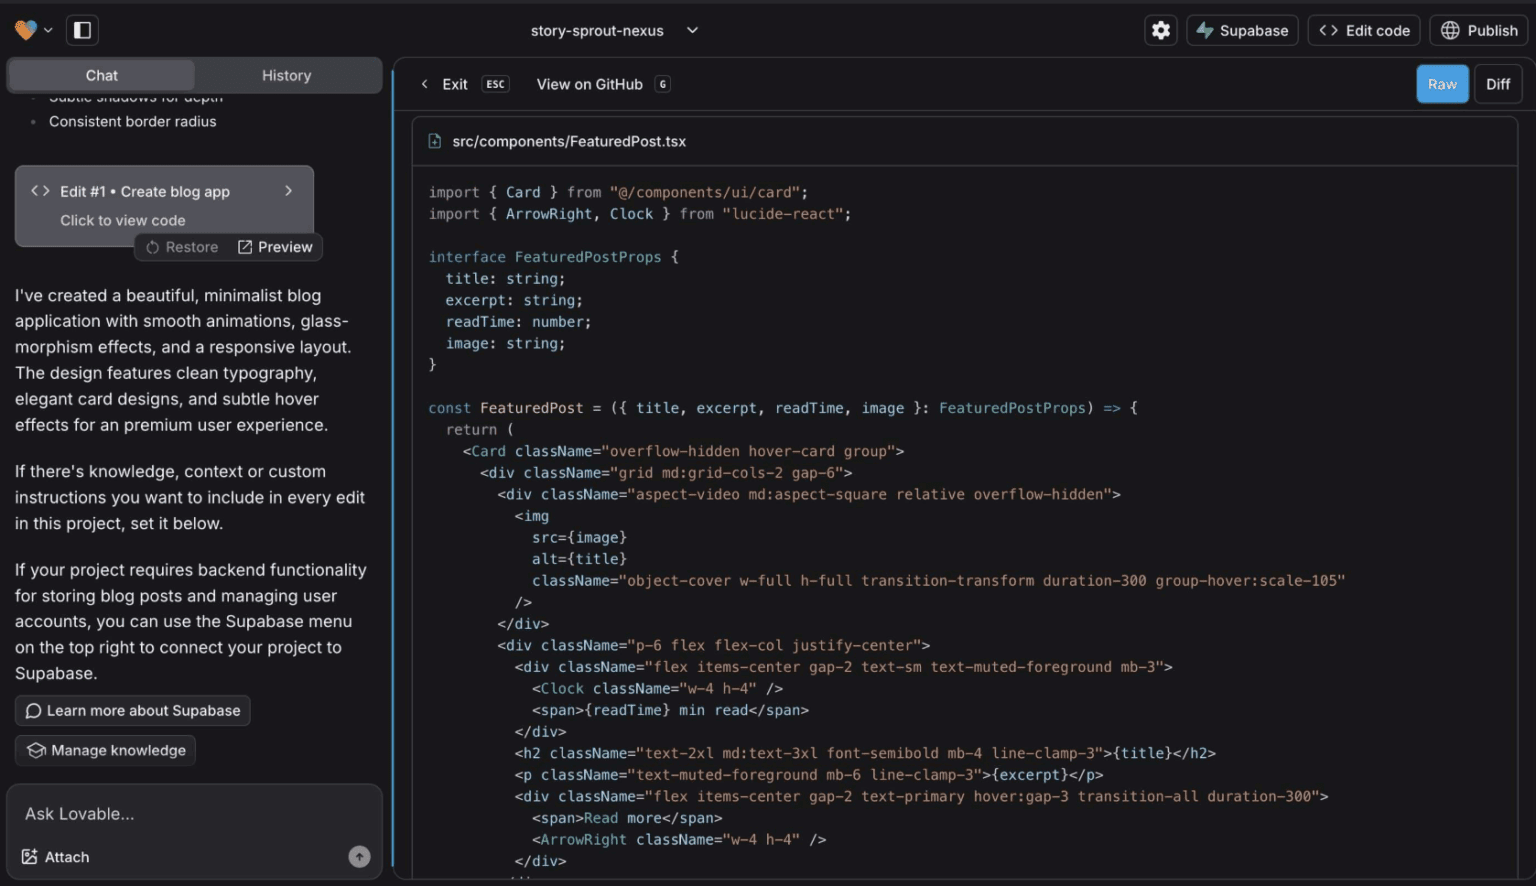 story-sprout-nexus
Supabase
Edit code
Publish
Chat
History
Subtle shadows for depth
Consistent border radius
Edit #1 • Create blog app
Click to view code
Restore
Preview
I've created a beautiful, minimalist blog
application with smooth animations, glass-
morphism effects, and a responsive layout.
The design features clean typography,
elegant card designs, and subtle hover
effects for an premium user experience.
If there's knowledge, context or custom
instructions you want to include in every edit
in this project, set it below.
If your project requires backend functionality
for storing blog posts and managing user
accounts, you can use the Supabase menu
on the top right to connect your project to
Supabase.
Learn more about Supabase
Manage knowledge
Ask Lovable...
Attach
Exit ESC
View on GitHub G
Raw
Diff
src/components/FeaturedPost.tsx
import { Card } from "@/components/ui/card";
import { ArrowRight, Clock } from "lucide-react";
interface FeaturedPostProps {
title: string;
excerpt: string;
readTime: number;
image: string;
}
const FeaturedPost = ({ title, excerpt, readTime, image }: FeaturedPostProps) => {
return (
<Card className="overflow-hidden hover-card group">
<div className="grid md:grid-cols-2 gap-6">
<div className="aspect-video md:aspect-square relative overflow-hidden">
<img
src={image}
alt={title}
className="object-cover w-full h-full transition-transform duration-300 group-hover:scale-105"
/>
</div>
<div className="p-6 flex flex-col justify-center">
<div className="flex items-center gap-2 text-sm text-muted-foreground mb-3">
<Clock className="w-4 h-4" />
<span>{readTime} min read</span>
</div>
<h2 className="text-2xl md:text-3xl font-semibold mb-4 line-clamp-3">{title}</h2>
<p className="text-muted-foreground mb-6 line-clamp-3">{excerpt}</p>
<div className="flex items-center gap-2 text-primary hover:gap-3 transition-all duration-300">
<span>Read more</span>
<ArrowRight className="w-4 h-4" />
</div>